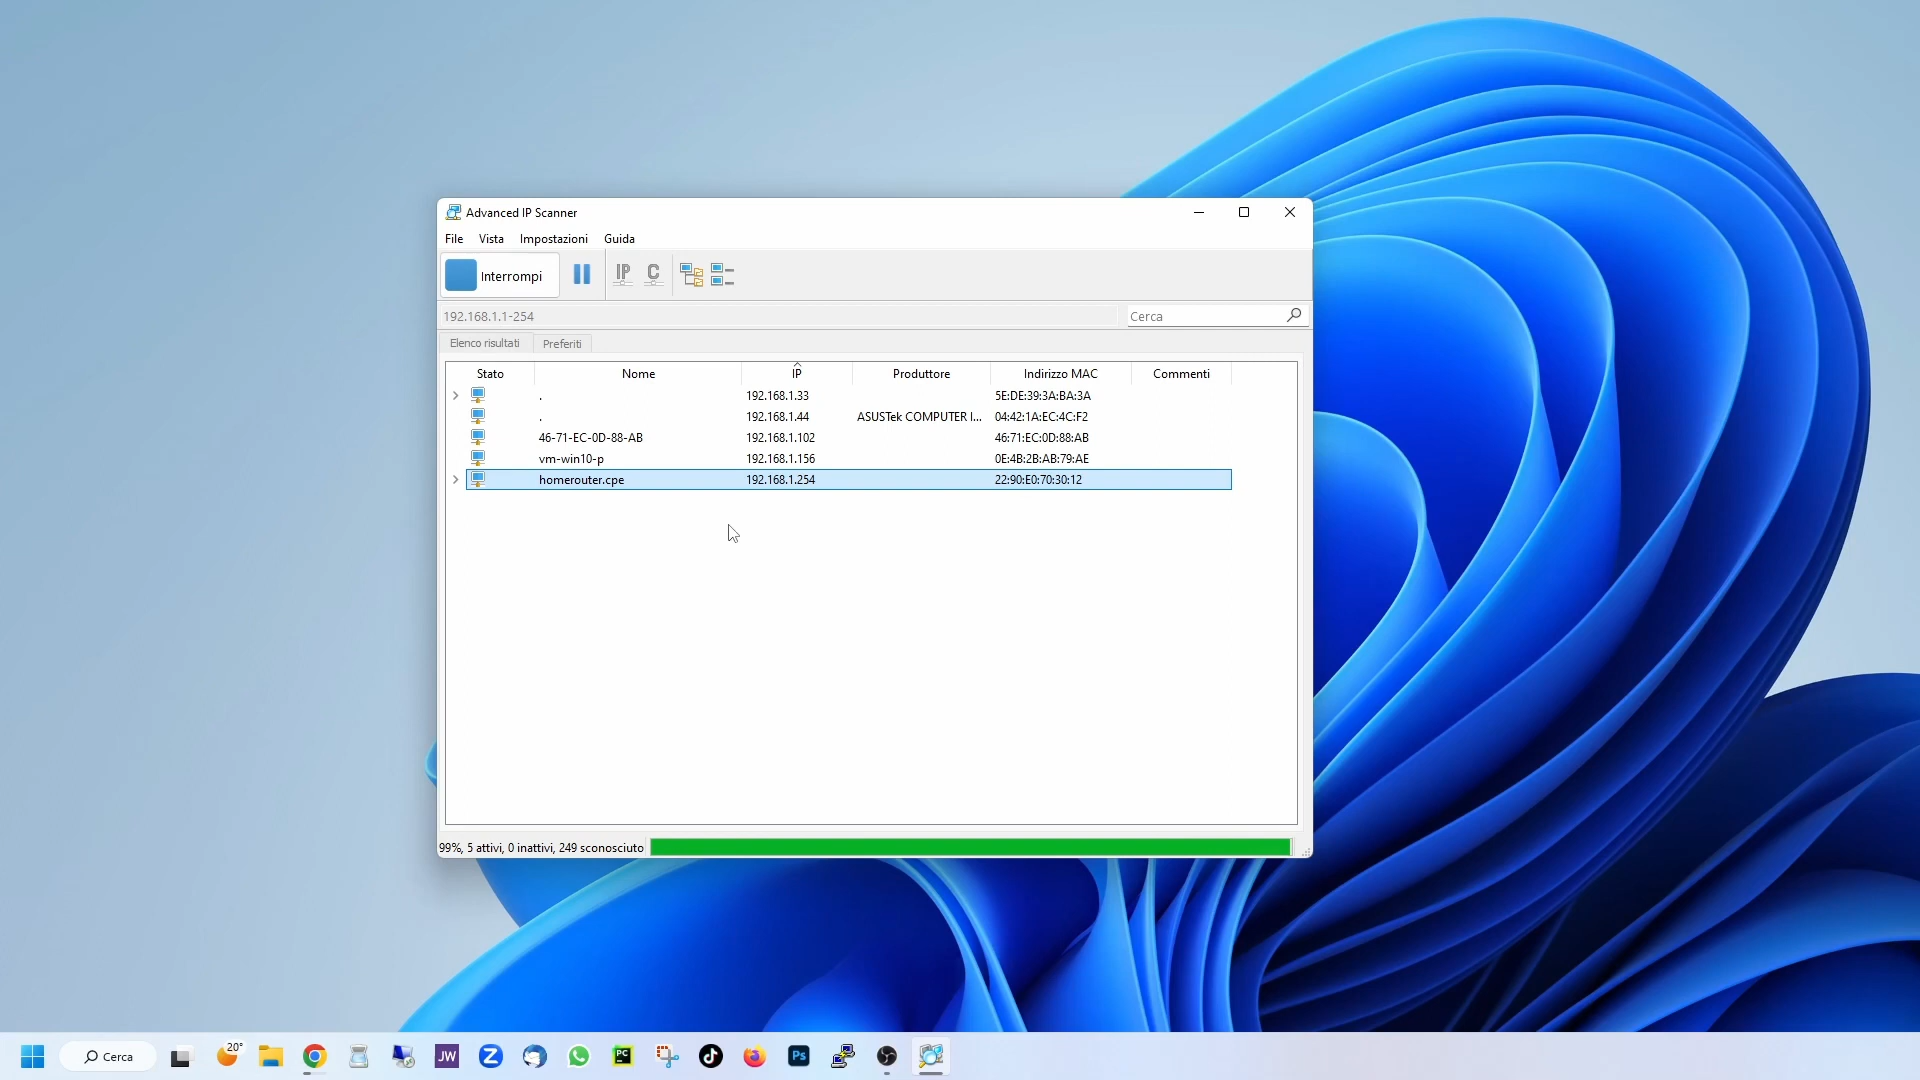 Advanced IP Scanner
File Vista Impostazioni Guida
Interrompi IP C
192.168.1.1-254 Cerca
Elenco risultati Preferiti
Stato Nome IP Produttore Indirizzo MAC Commenti
. 192.168.1.33 5E:DE:39:3A:BA:3A
. 192.168.1.44 ASUSTek COMPUTER I... 04:42:1A:EC:4C:F2
46-71-EC-0D-88-AB 192.168.1.102 46:71:EC:0D:88:AB
vm-win10-p 192.168.1.156 0E:4B:2B:AB:79:AE
homerouter.cpe 192.168.1.254 22:90:E0:70:30:12
99%, 5 attivi, 0 inattivi, 249 sconosciuto
Cerca 20° JW Z PC Ps